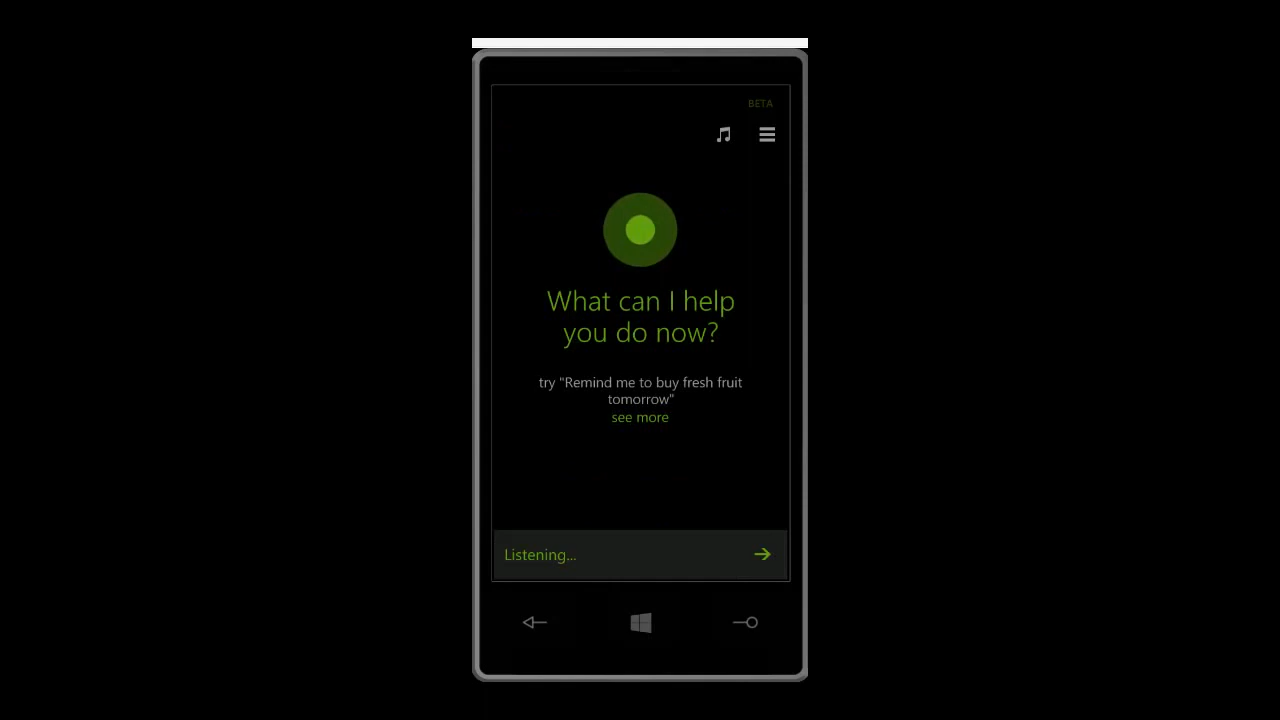 BETA
What can I help
you do now?
try "Remind me to buy fresh fruit
tomorrow"
see more
Listening...